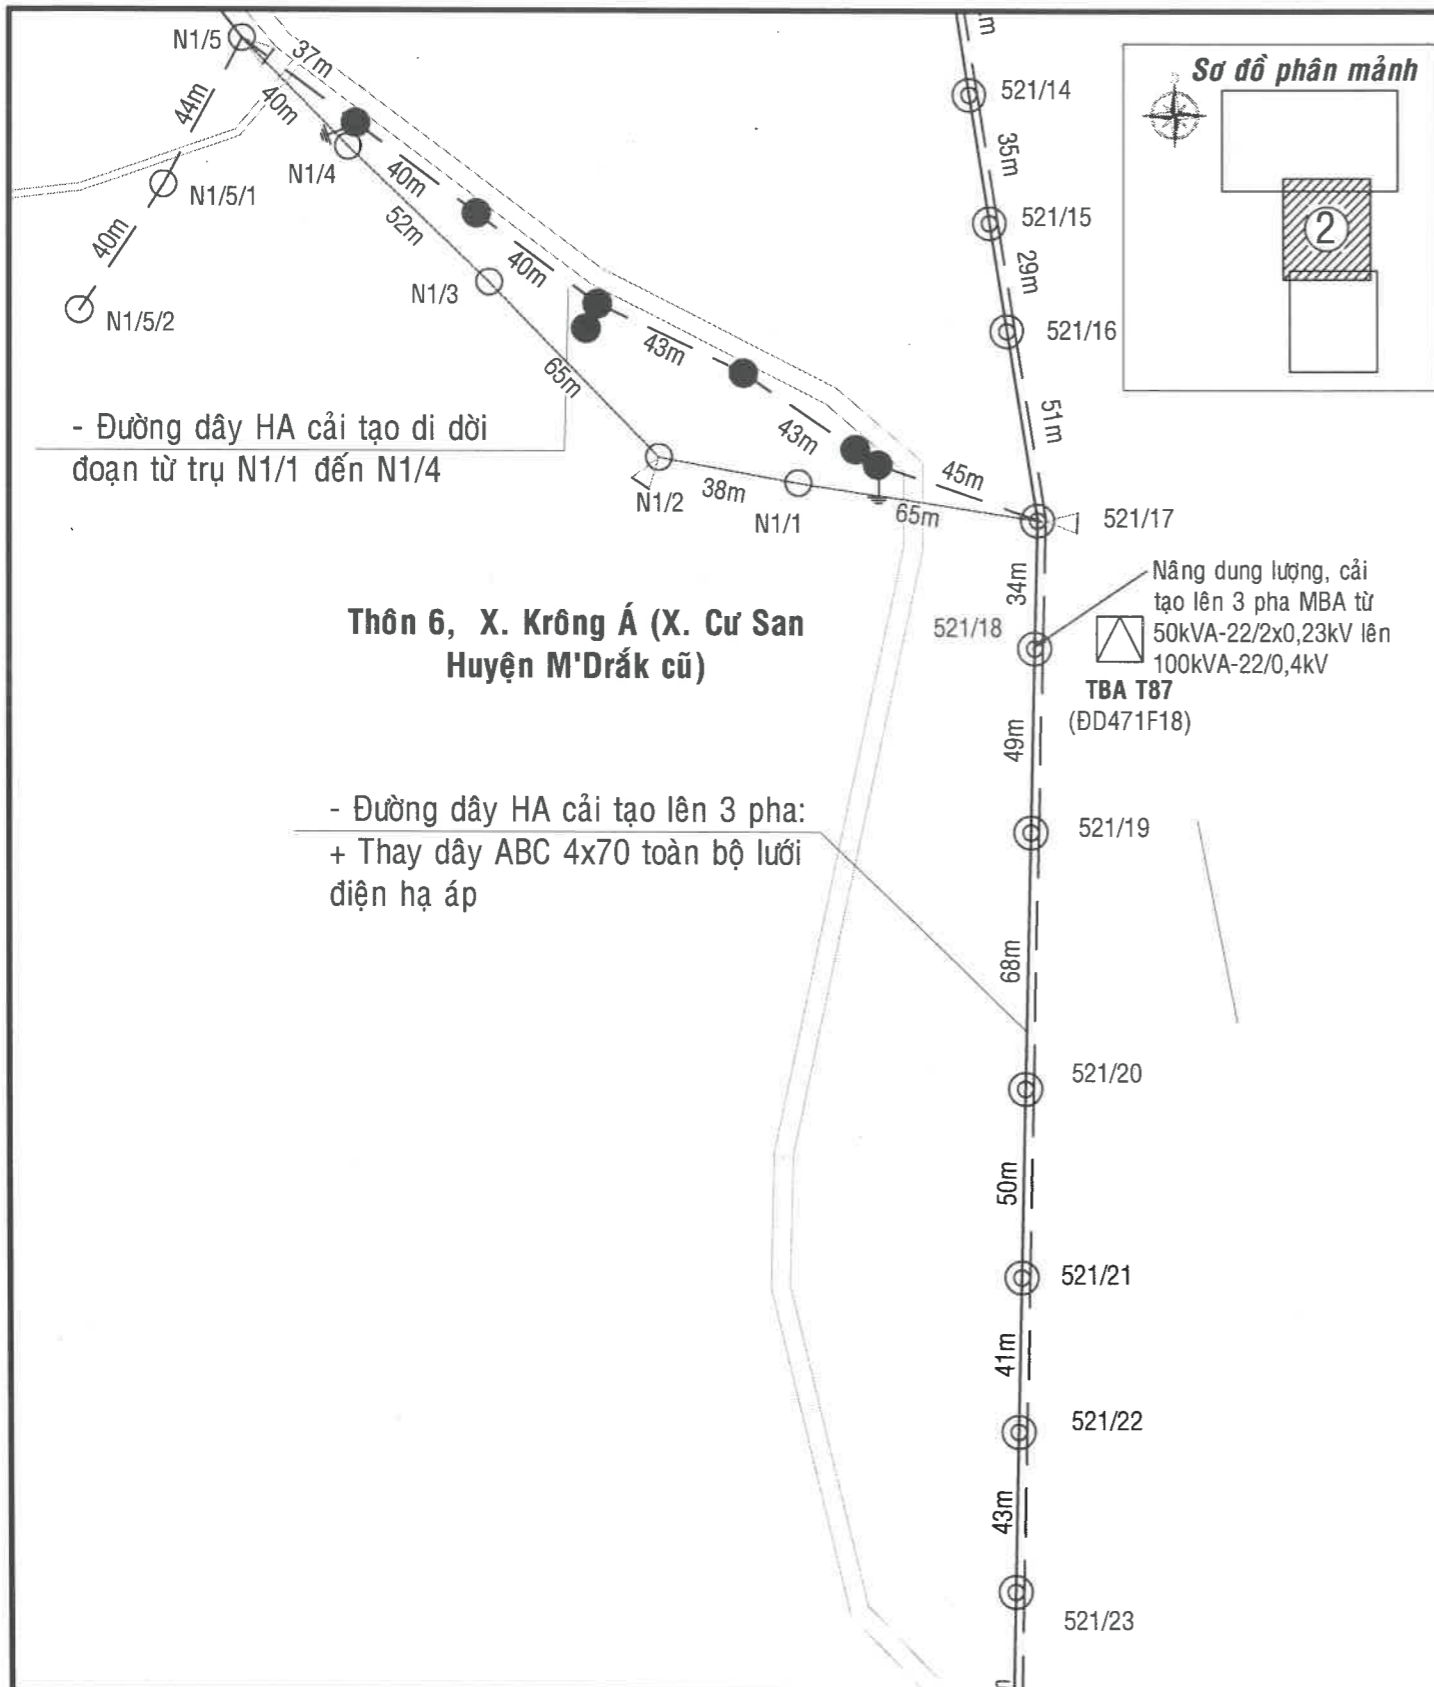 N1/5
37m
40m
44m
N1/4
N1/5/1
40m
N1/5/2
40m
52m
40m
N1/3
43m
65m
43m
N1/2
38m
N1/1
65m
45m
- Đường dây HA cải tạo di dời
đoạn từ trụ N1/1 đến N1/4
521/14
35m
521/15
29m
521/16
51m
521/17
34m
521/18
Sơ đồ phân mảnh
2
Nâng dung lượng, cải
tạo lên 3 pha MBA từ
50kVA-22/2x0,23kV lên
100kVA-22/0,4kV
TBA T87
(ĐD471F18)
Thôn 6, X. Krông Á (X. Cư San
Huyện M'Drắk cũ)
49m
- Đường dây HA cải tạo lên 3 pha:
+ Thay dây ABC 4x70 toàn bộ lưới
điện hạ áp
521/19
68m
521/20
50m
521/21
41m
521/22
43m
521/23